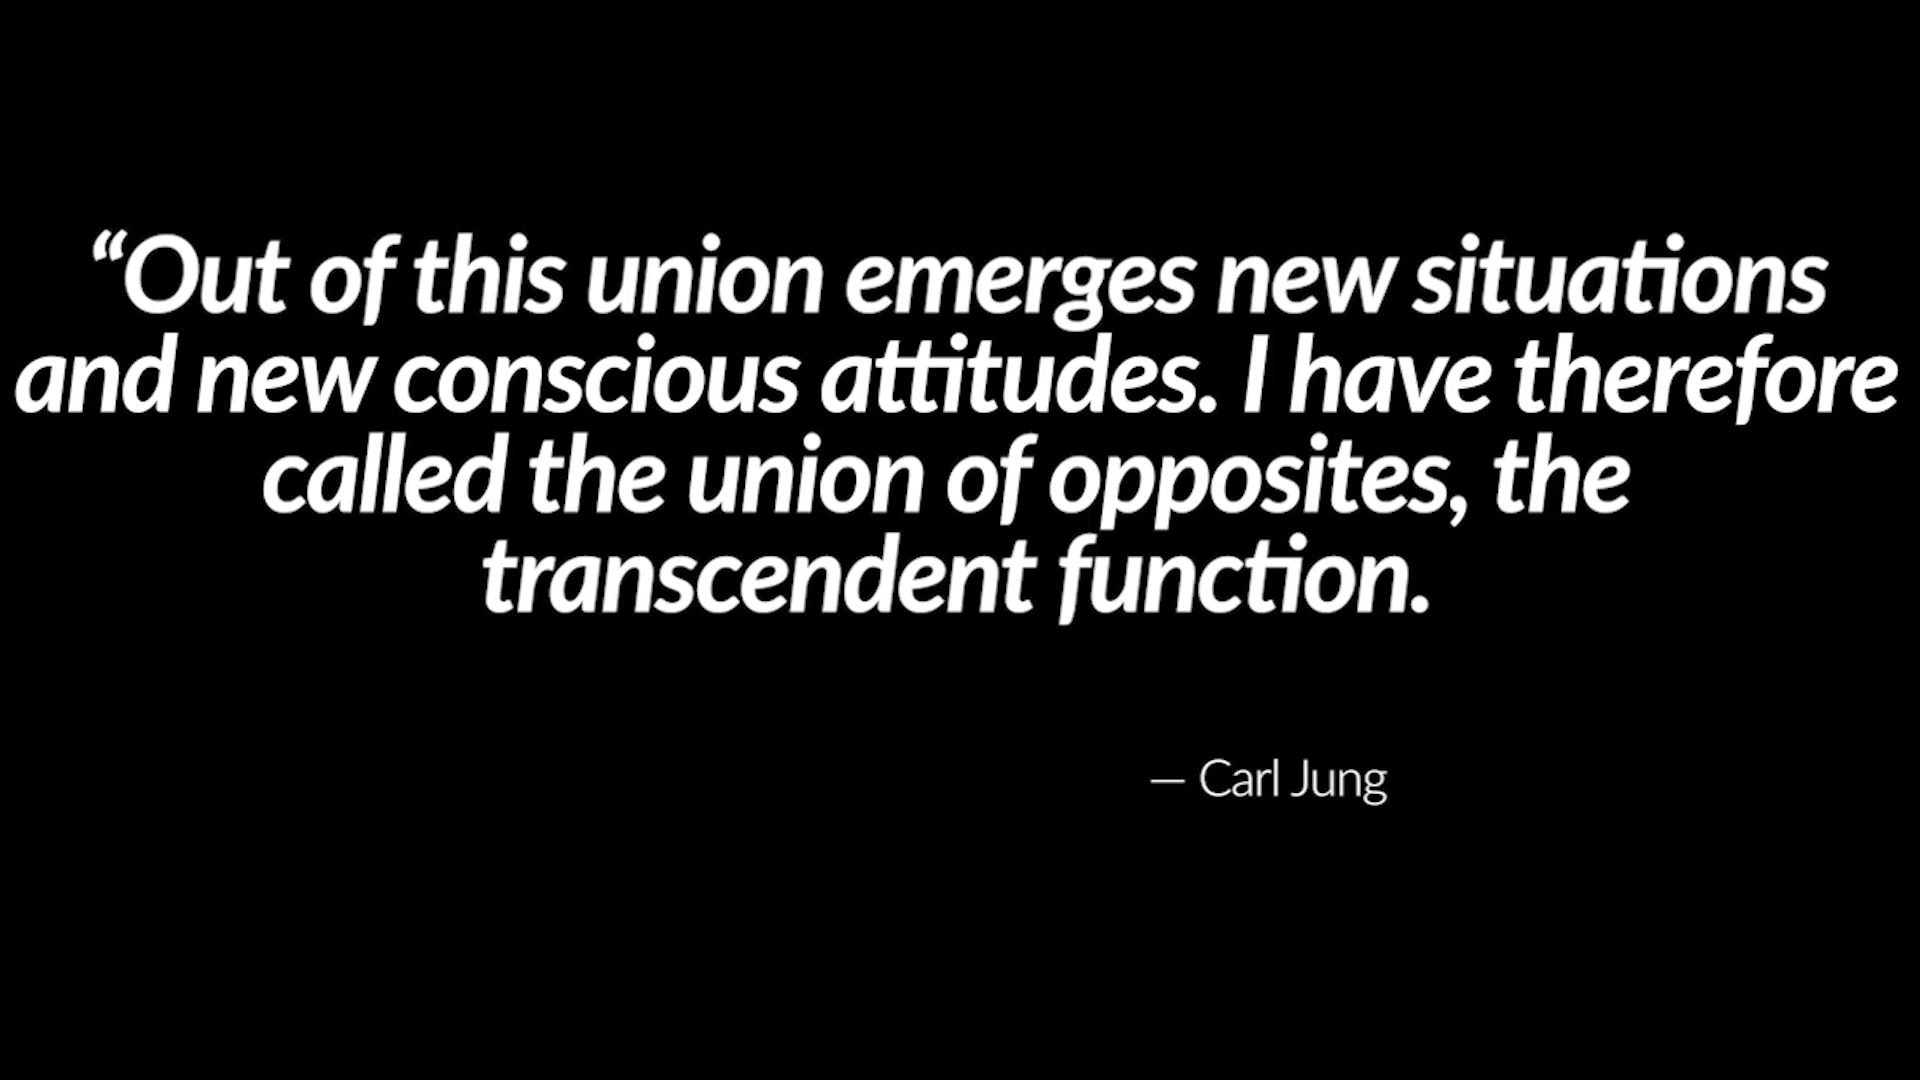 “Out of this union emerges new situations
and new conscious attitudes. I have therefore
called the union of opposites, the
transcendent function.
— Carl Jung